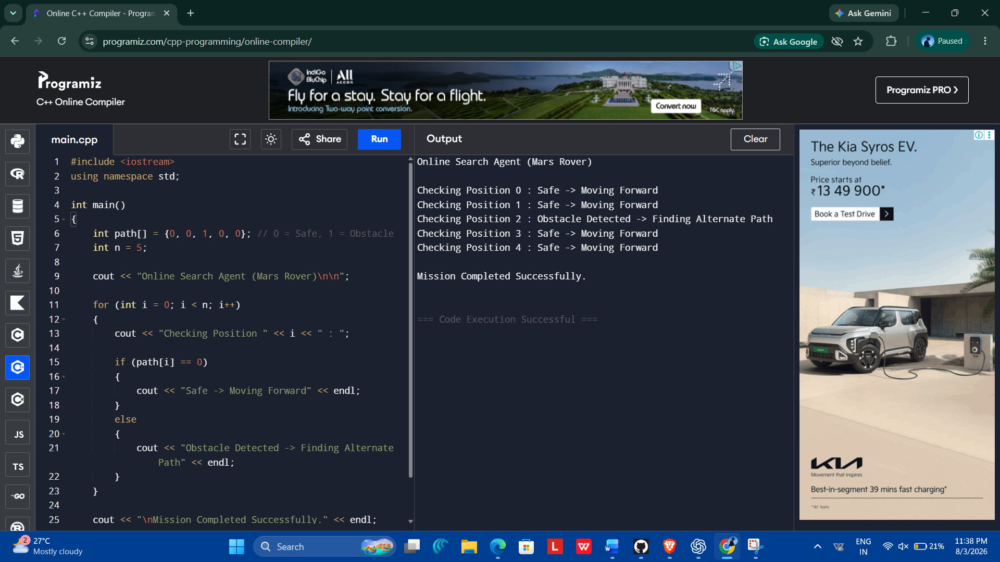 Online C++ Compiler - Program
Ask Gemini
programiz.com/cpp-programming/online-compiler/
Ask Google
Paused
Programiz
C++ Online Compiler
IndiGo BluChip
ALL ACCOR
Fly for a stay. Stay for a flight.
Introducing Two-way point conversion.
Convert now
T&C apply.
Programiz PRO ❯
main.cpp
Share
Run
Output
Clear
1 #include <iostream>
2 using namespace std;
3
4 int main()
5 {
6 int path[] = {0, 0, 1, 0, 0}; // 0 = Safe, 1 = Obstacle
7 int n = 5;
8
9 cout << "Online Search Agent (Mars Rover)\n\n";
10
11 for (int i = 0; i < n; i++)
12 {
13 cout << "Checking Position " << i << " : ";
14
15 if (path[i] == 0)
16 {
17 cout << "Safe -> Moving Forward" << endl;
18 }
19 else
20 {
21 cout << "Obstacle Detected -> Finding Alternate
Path" << endl;
22 }
23 }
24
25 cout << "\nMission Completed Successfully." << endl;
Online Search Agent (Mars Rover)
Checking Position 0 : Safe -> Moving Forward
Checking Position 1 : Safe -> Moving Forward
Checking Position 2 : Obstacle Detected -> Finding Alternate Path
Checking Position 3 : Safe -> Moving Forward
Checking Position 4 : Safe -> Moving Forward
Mission Completed Successfully.
=== Code Execution Successful ===
The Kia Syros EV.
Superior beyond belief.
Price starts at
₹13 49 900*
Book a Test Drive
KIA
Movement that inspires
Best-in-segment 39 mins fast charging*
*T&C Apply.
JS
TS
GO
2
27°C
Mostly cloudy
Search
L
W
ENG
IN
21%
11:38 PM
8/3/2026